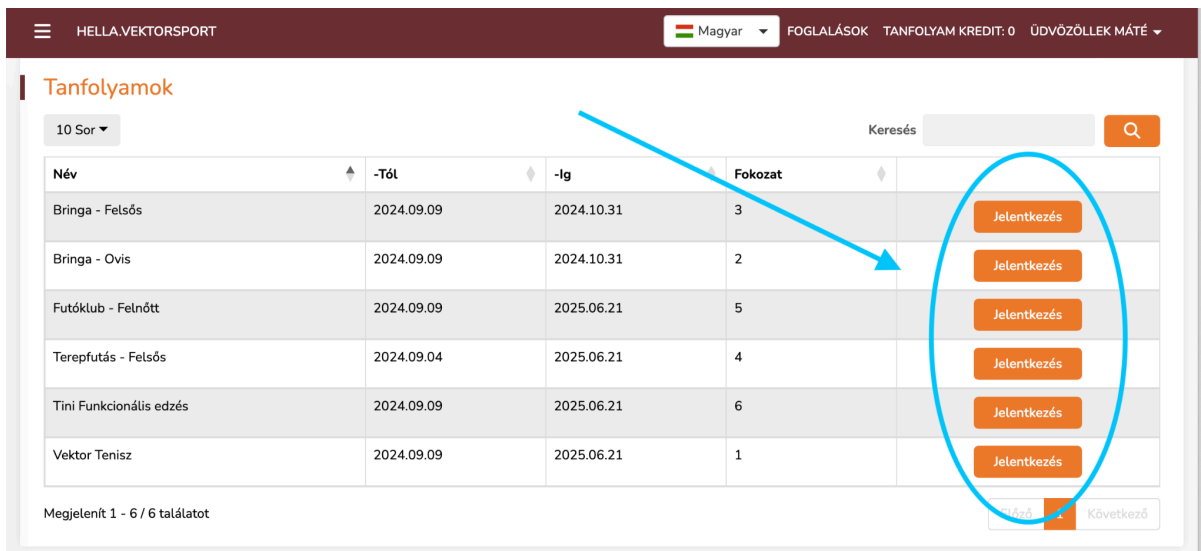 HELLA.VEKTORSPORT Magyar FOGLALÁSOK TANFOLYAM KREDIT: 0 ÜDVÖZÖLLEK MÁTÉ
Tanfolyamok
10 Sor Keresés
Név -Tól -Ig Fokozat
Bringa - Felsős 2024.09.09 2024.10.31 3 Jelentkezés
Bringa - Ovis 2024.09.09 2024.10.31 2 Jelentkezés
Futóklub - Felnőtt 2024.09.09 2025.06.21 5 Jelentkezés
Terepfutás - Felsős 2024.09.04 2025.06.21 4 Jelentkezés
Tini Funkcionális edzés 2024.09.09 2025.06.21 6 Jelentkezés
Vektor Tenisz 2024.09.09 2025.06.21 1 Jelentkezés
Megjelenít 1 - 6 / 6 találatot Előző 1 Következő